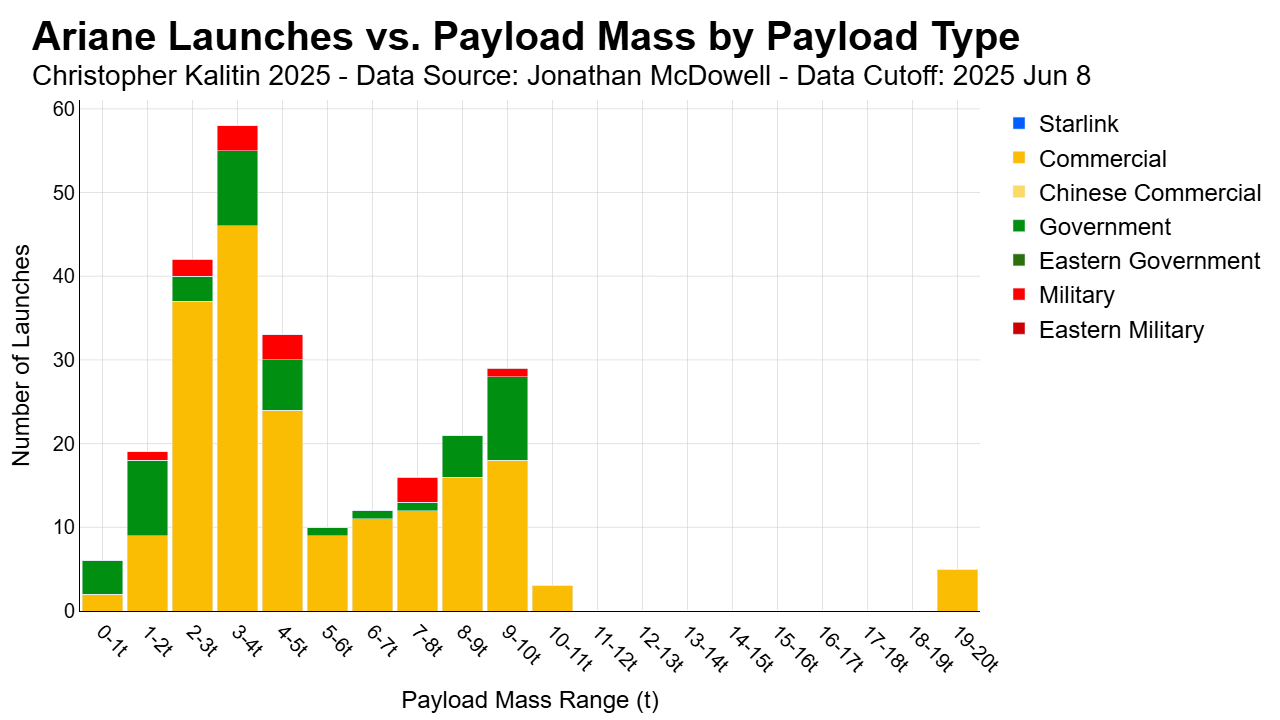 Ariane Launches vs. Payload Mass by Payload Type
Christopher Kalitin 2025 - Data Source: Jonathan McDowell - Data Cutoff: 2025 Jun 8
Number of Launches
60
50
40
30
20
10
0
0-1t
1-2t
2-3t
3-4t
4-5t
5-6t
6-7t
7-8t
8-9t
9-10t
10-11t
11-12t
12-13t
13-14t
14-15t
15-16t
16-17t
17-18t
18-19t
19-20t
Payload Mass Range (t)
Starlink
Commercial
Chinese Commercial
Government
Eastern Government
Military
Eastern Military